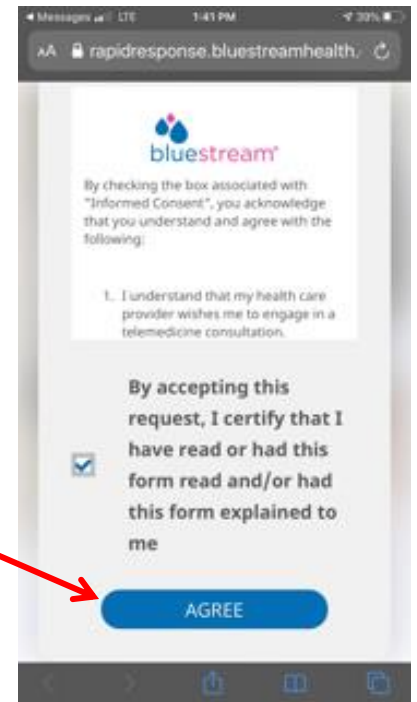 Messages LTE 1:41 PM 39%
AA rapidresponse.bluestreamhealth.
bluestream
By checking the box associated with
"Informed Consent", you acknowledge
that you understand and agree with the
following:
1. I understand that my health care
provider wishes me to engage in a
telemedicine consultation.
By accepting this
request, I certify that I
have read or had this
form read and/or had
this form explained to
me
AGREE